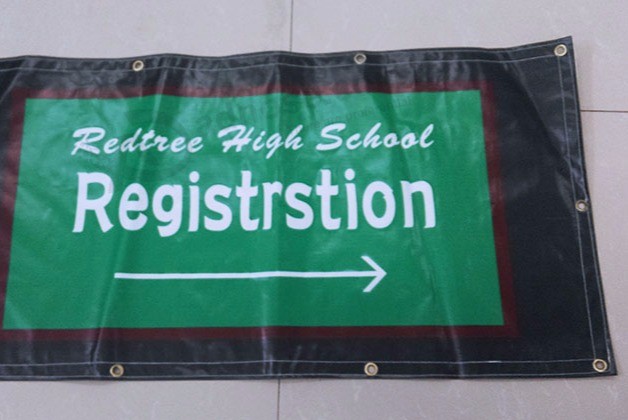 Redtree High School
Registrstion